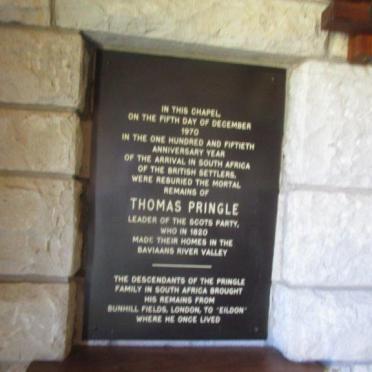 IN THIS CHAPEL,
ON THE FIFTH DAY OF DECEMBER
1970
IN THE ONE HUNDRED AND FIFTIETH
ANNIVERSARY YEAR
OF THE ARRIVAL IN SOUTH AFRICA
OF THE BRITISH SETTLERS,
WERE REBURIED THE MORTAL
REMAINS OF
THOMAS PRINGLE
LEADER OF THE SCOTS PARTY,
WHO IN 1820
MADE THEIR HOMES IN THE
BAVIAANS RIVER VALLEY
THE DESCENDANTS OF THE PRINGLE
FAMILY IN SOUTH AFRICA BROUGHT
HIS REMAINS FROM
BUNHILL FIELDS, LONDON, TO "EILDON"
WHERE HE ONCE LIVED